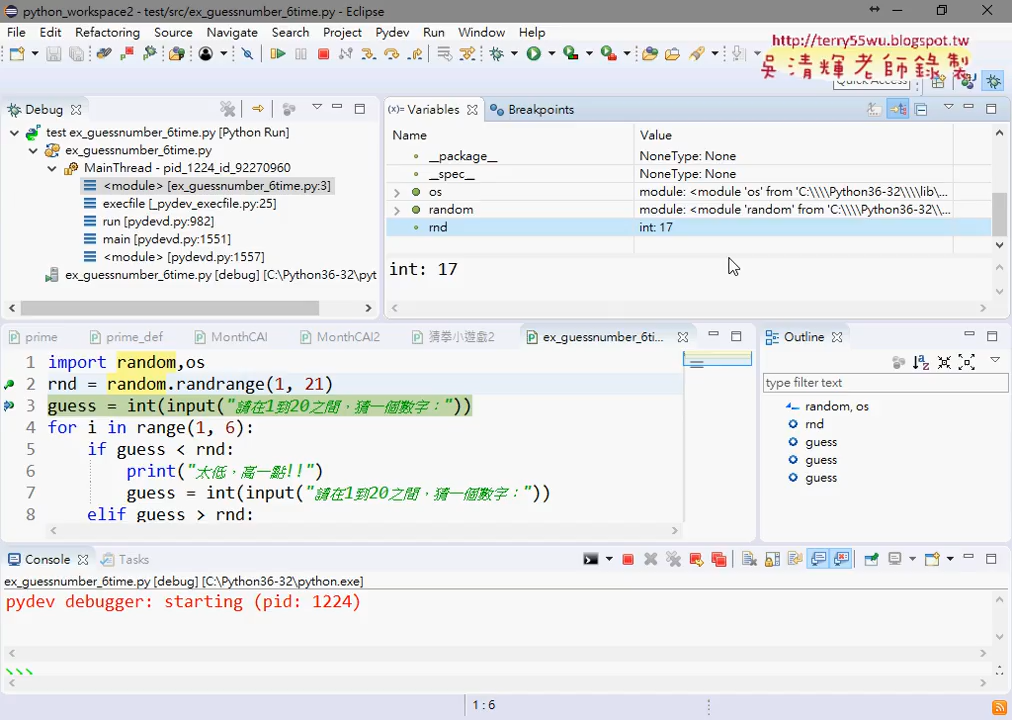 python_workspace2 - test/src/ex_guessnumber_6time.py - Eclipse
File Edit Refactoring Source Navigate Search Project Pydev Run Window Help
http://terry55wu.blogspot.tw
吳清輝老師錄製
Quick Access
Debug
test ex_guessnumber_6time.py [Python Run]
ex_guessnumber_6time.py
MainThread - pid_1224_id_92270960
<module> [ex_guessnumber_6time.py:3]
execfile [_pydev_execfile.py:25]
run [pydevd.py:982]
main [pydevd.py:1551]
<module> [pydevd.py:1557]
ex_guessnumber_6time.py [debug] [C:\Python36-32\pyt
(x)= Variables Breakpoints
Name Value
__package__ NoneType: None
__spec__ NoneType: None
os module: <module 'os' from 'C:\\\\Python36-32\\\\lib\...
random module: <module 'random' from 'C:\\\\Python36-32\\...
rnd int: 17
int: 17
prime prime_def MonthCAl MonthCAl2 猜拳小遊戲2 ex_guessnumber_6ti...
1 import random,os
2 rnd = random.randrange(1, 21)
3 guess = int(input("請在1到20之間，猜一個數字："))
4 for i in range(1, 6):
5 if guess < rnd:
6 print("太低，高一點!!")
7 guess = int(input("請在1到20之間，猜一個數字："))
8 elif guess > rnd:
Outline
type filter text
random, os
rnd
guess
guess
guess
Console Tasks
ex_guessnumber_6time.py [debug] [C:\Python36-32\python.exe]
pydev debugger: starting (pid: 1224)
1 : 6